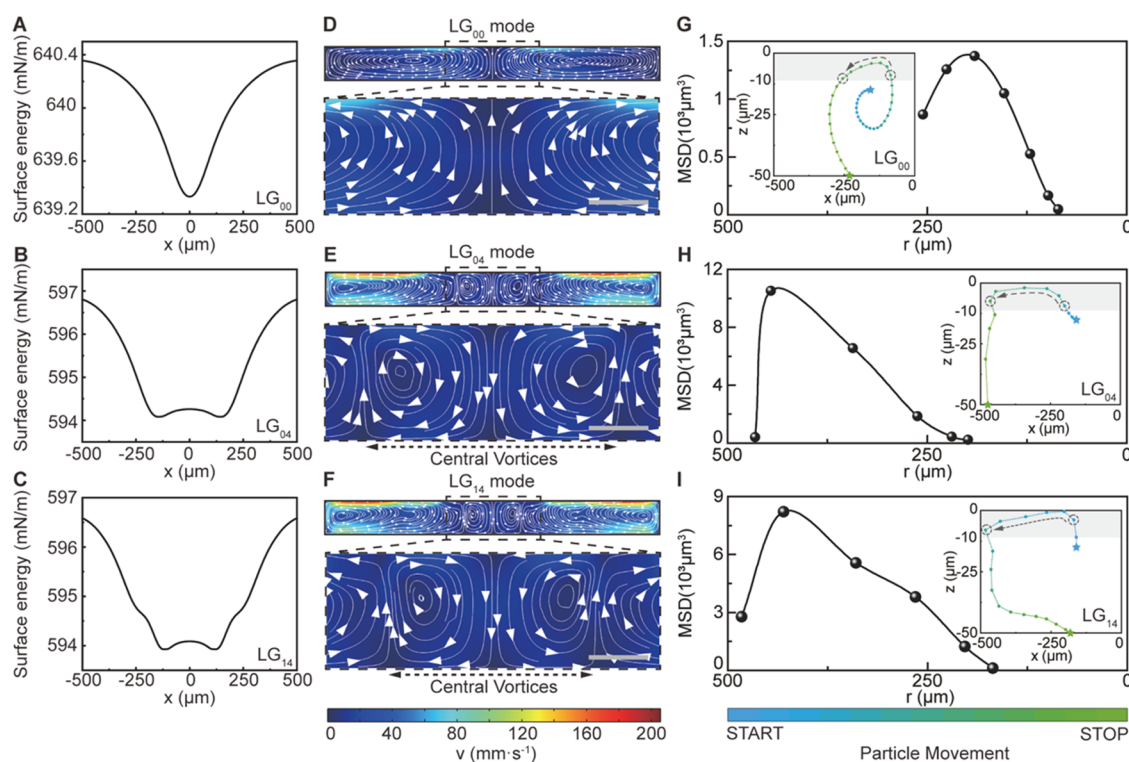 A
Surface energy (mN/m)
640.4
640
639.6
639.2
-500 -250 0 250 500
x (µm)
LG00
D
LG00 mode
G
MSD(10³µm³)
1.5
1
0.5
0
500 250 0
r (µm)
0
-10
-25
-50
z (µm)
-500 -250 0
x (µm)
LG00
B
Surface energy (mN/m)
597
596
595
594
-500 -250 0 250 500
x (µm)
LG04
E
LG04 mode
Central Vortices
H
MSD(10³µm³)
12
9
6
3
0
500 250 0
r (µm)
0
-10
-25
-50
z (µm)
-500 -250 0
x (µm)
LG04
C
Surface energy (mN/m)
597
596
595
594
-500 -250 0 250 500
x (µm)
LG14
F
LG14 mode
Central Vortices
0 40 80 120 160 200
v (mm·s⁻¹)
I
MSD(10³µm³)
9
6
3
0
500 250 0
r (µm)
0
-10
-25
-50
z (µm)
-500 -250 0
x (µm)
LG14
START STOP
Particle Movement